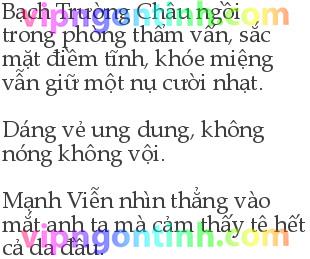 Bạch Trường Châu ngồi
trong phòng thẩm vấn, sắc
mặt điềm tĩnh, khóe miệng
vẫn giữ một nụ cười nhạt.
Dáng vẻ ung dung, không
nóng không vội.
Mạnh Viễn nhìn thẳng vào
mắt anh ta mà cảm thấy tê hết
cả da đầu.
vipngontinh.com
vipngontinh.com